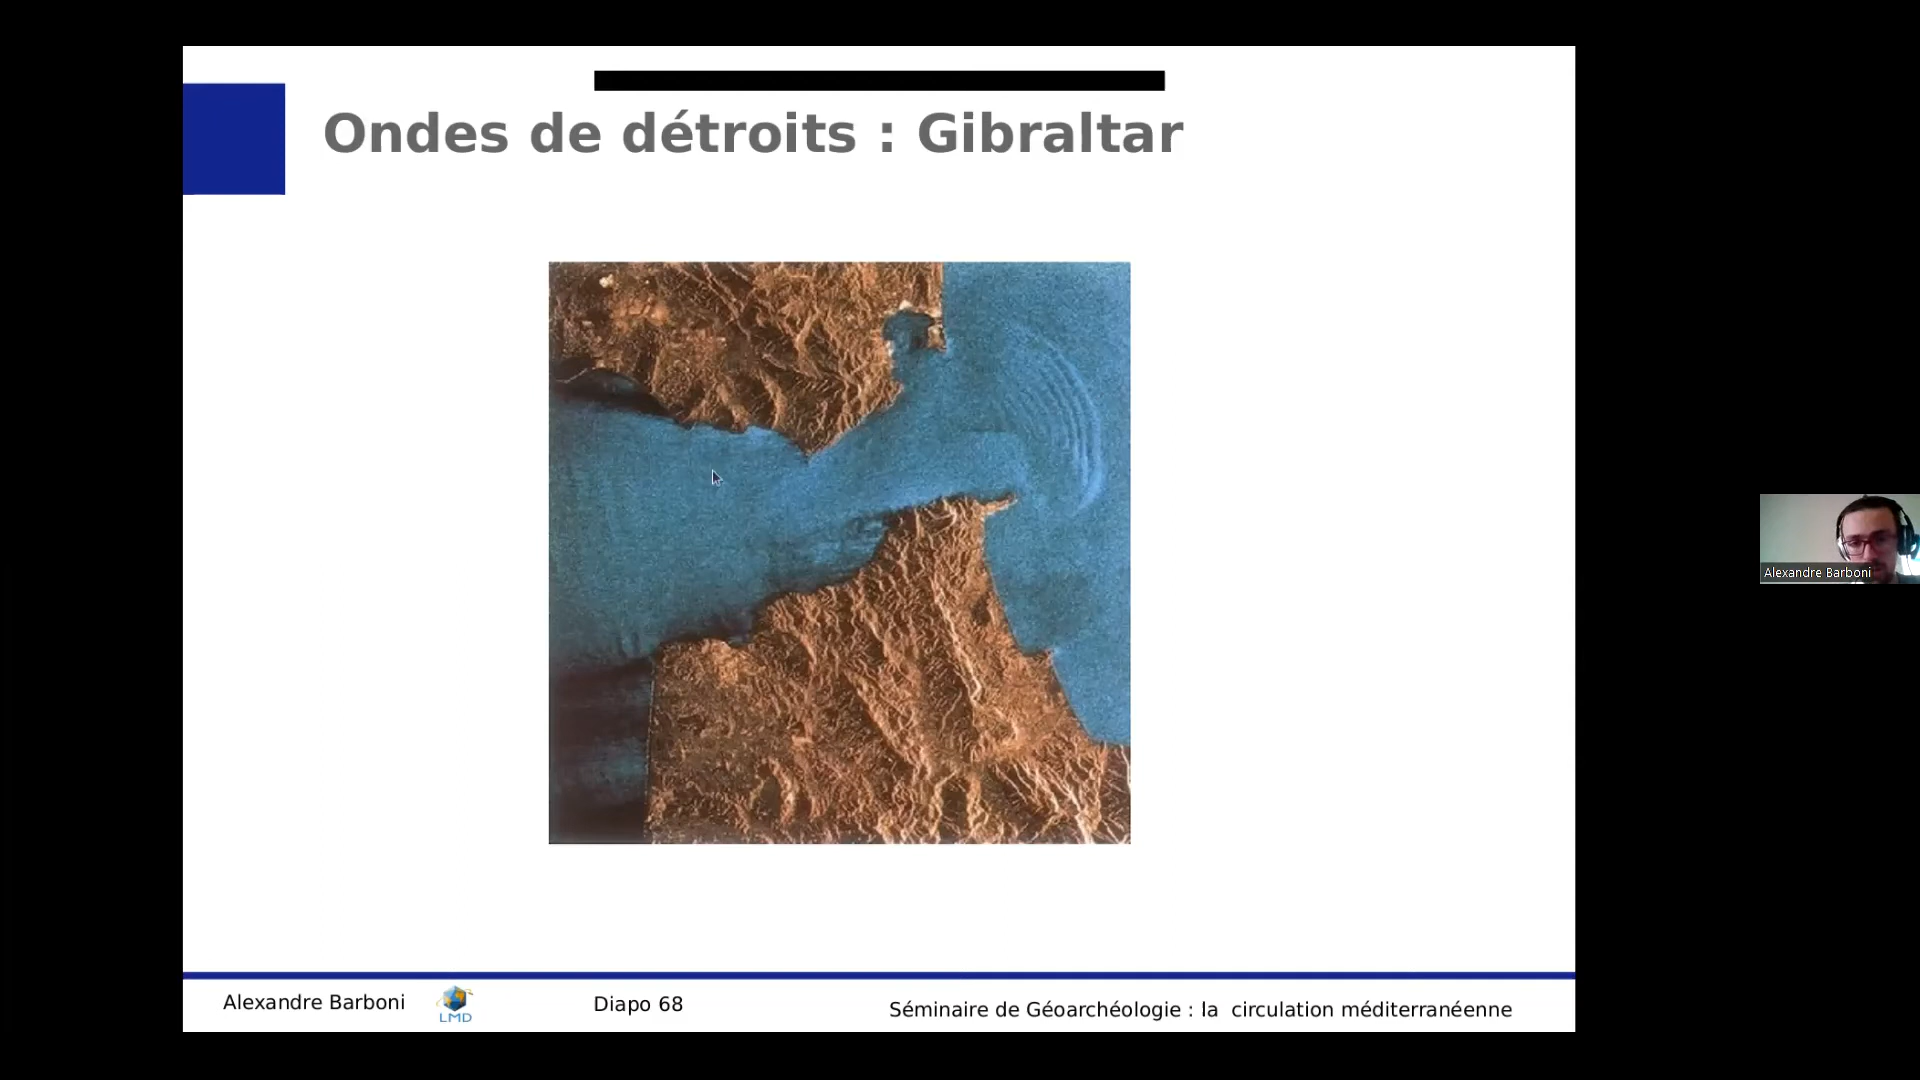 Ondes de détroits : Gibraltar
Alexandre Barboni
Alexandre Barboni
LMD
Diapo 68
Séminaire de Géoarchéologie : la  circulation méditerranéenne